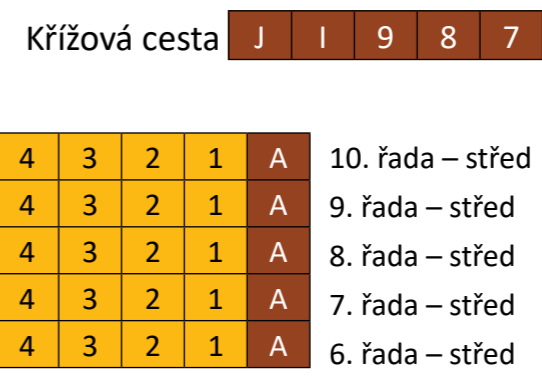 Křížová cesta J I 9 8 7
4 3 2 1 A 10. řada – střed
4 3 2 1 A 9. řada – střed
4 3 2 1 A 8. řada – střed
4 3 2 1 A 7. řada – střed
4 3 2 1 A 6. řada – střed